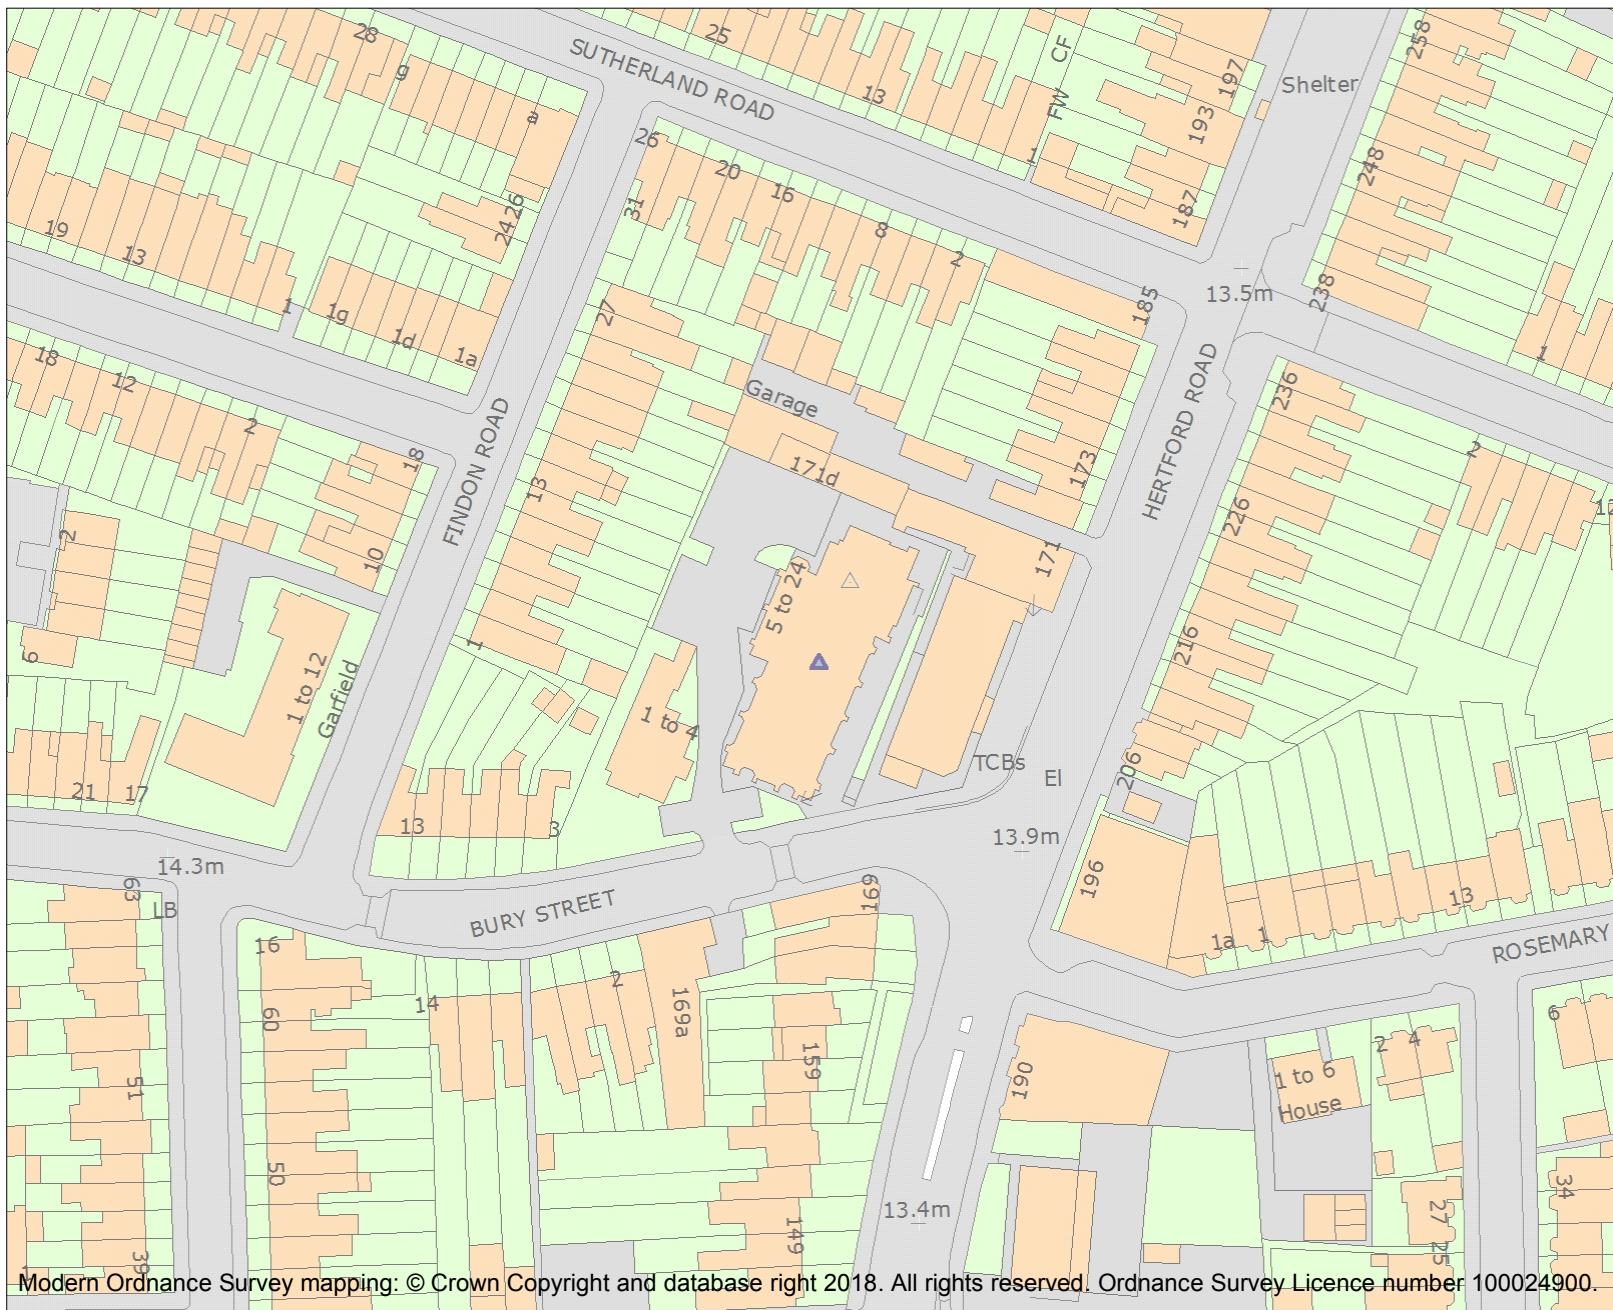 28
25
SUTHERLAND ROAD
13
CF
FW
197
193
187
1
Shelter
258
248
238
g
a
26
24
19
13
1
1g
1d
1a
26
20
16
8
2
31
27
185
13.5m
1
18
12
2
18
10
2
6
FINDON ROAD
13
1
Garage
171d
173
171
HERTFORD ROAD
236
226
216
206
2
12
5 to 24
1 to 12
Garfield
1 to 4
TCBs
El
21
17
13
3
14.3m
13.9m
196
13
1a
1
ROSEMARY
63
LB
BURY STREET
169
16
60
14
2
169a
159
51
50
190
1 to 6
House
2
4
6
13.4m
149
34
27
25
39
1
Modern Ordnance Survey mapping: © Crown Copyright and database right 2018. All rights reserved. Ordnance Survey Licence number 100024900.